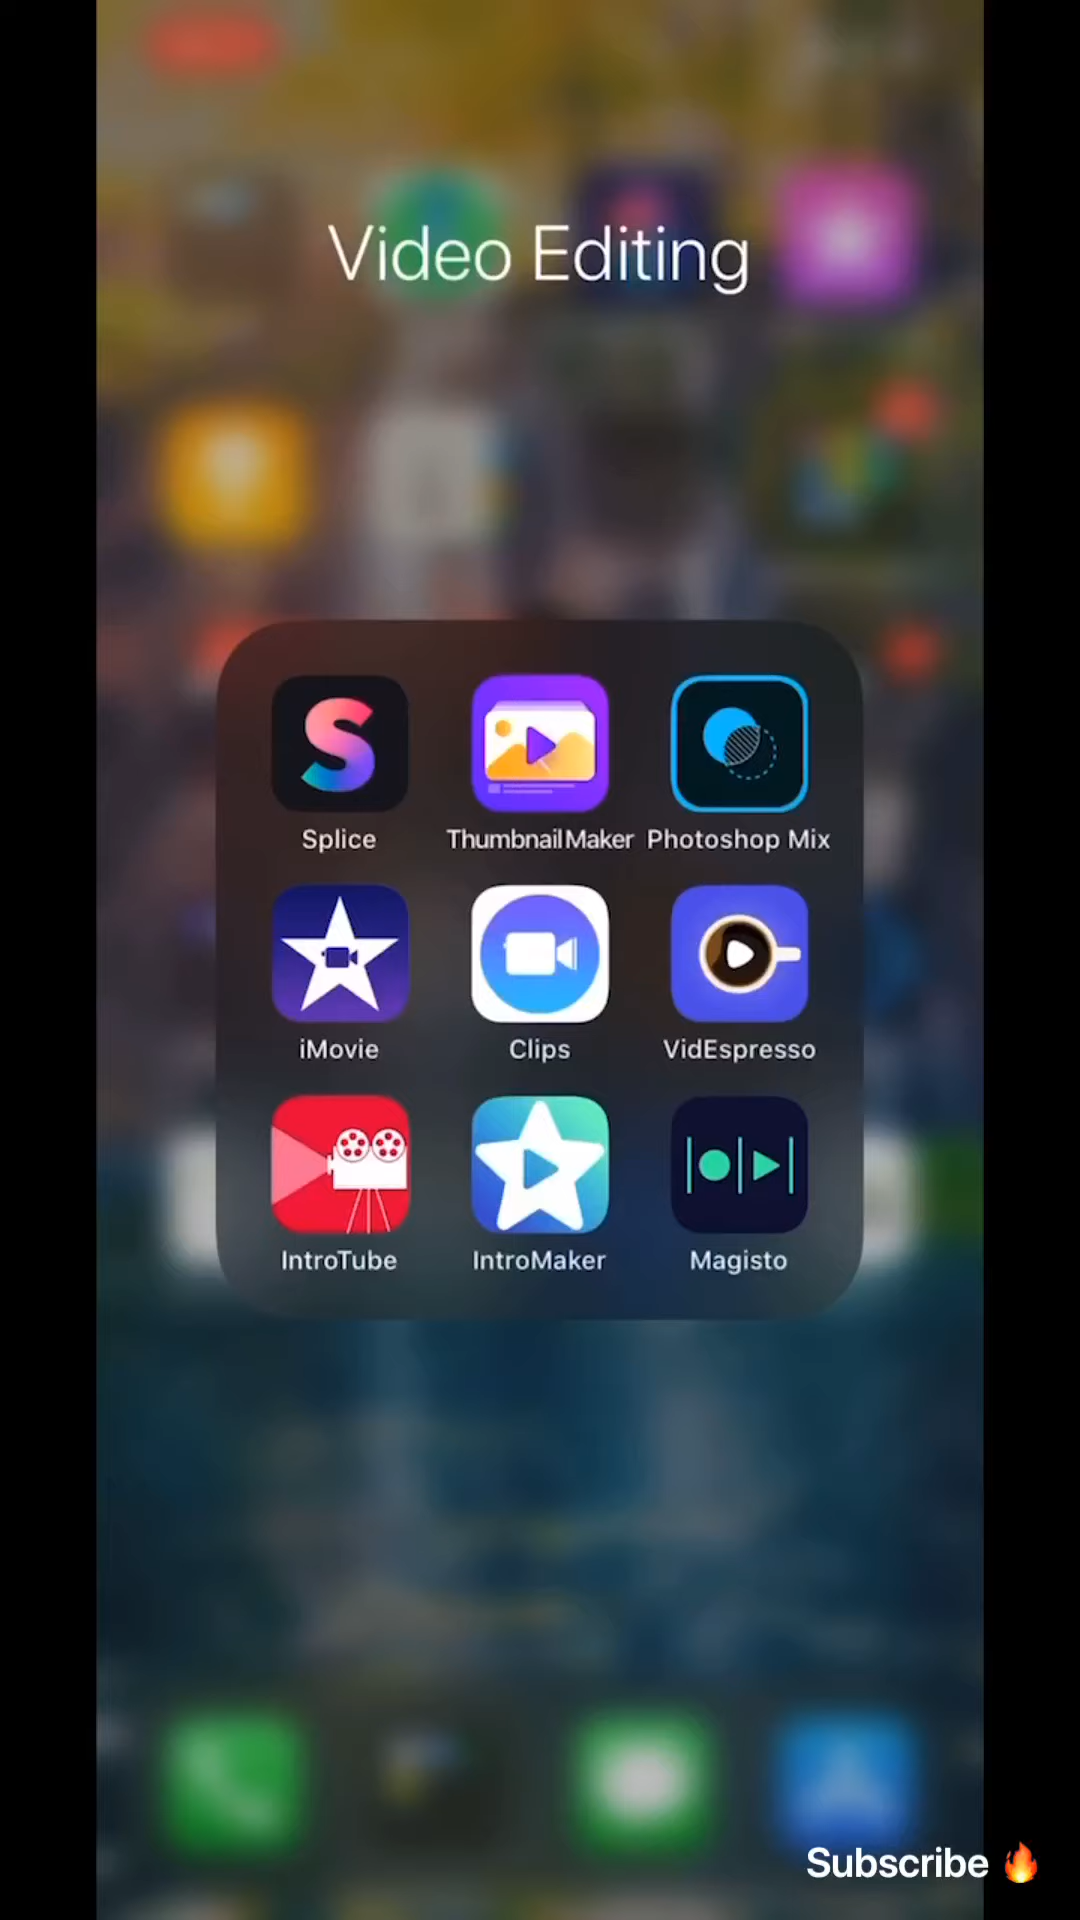 Video Editing
Splice
ThumbnailMaker
Photoshop Mix
iMovie
Clips
VidEspresso
IntroTube
IntroMaker
Magisto
Subscribe 🔥